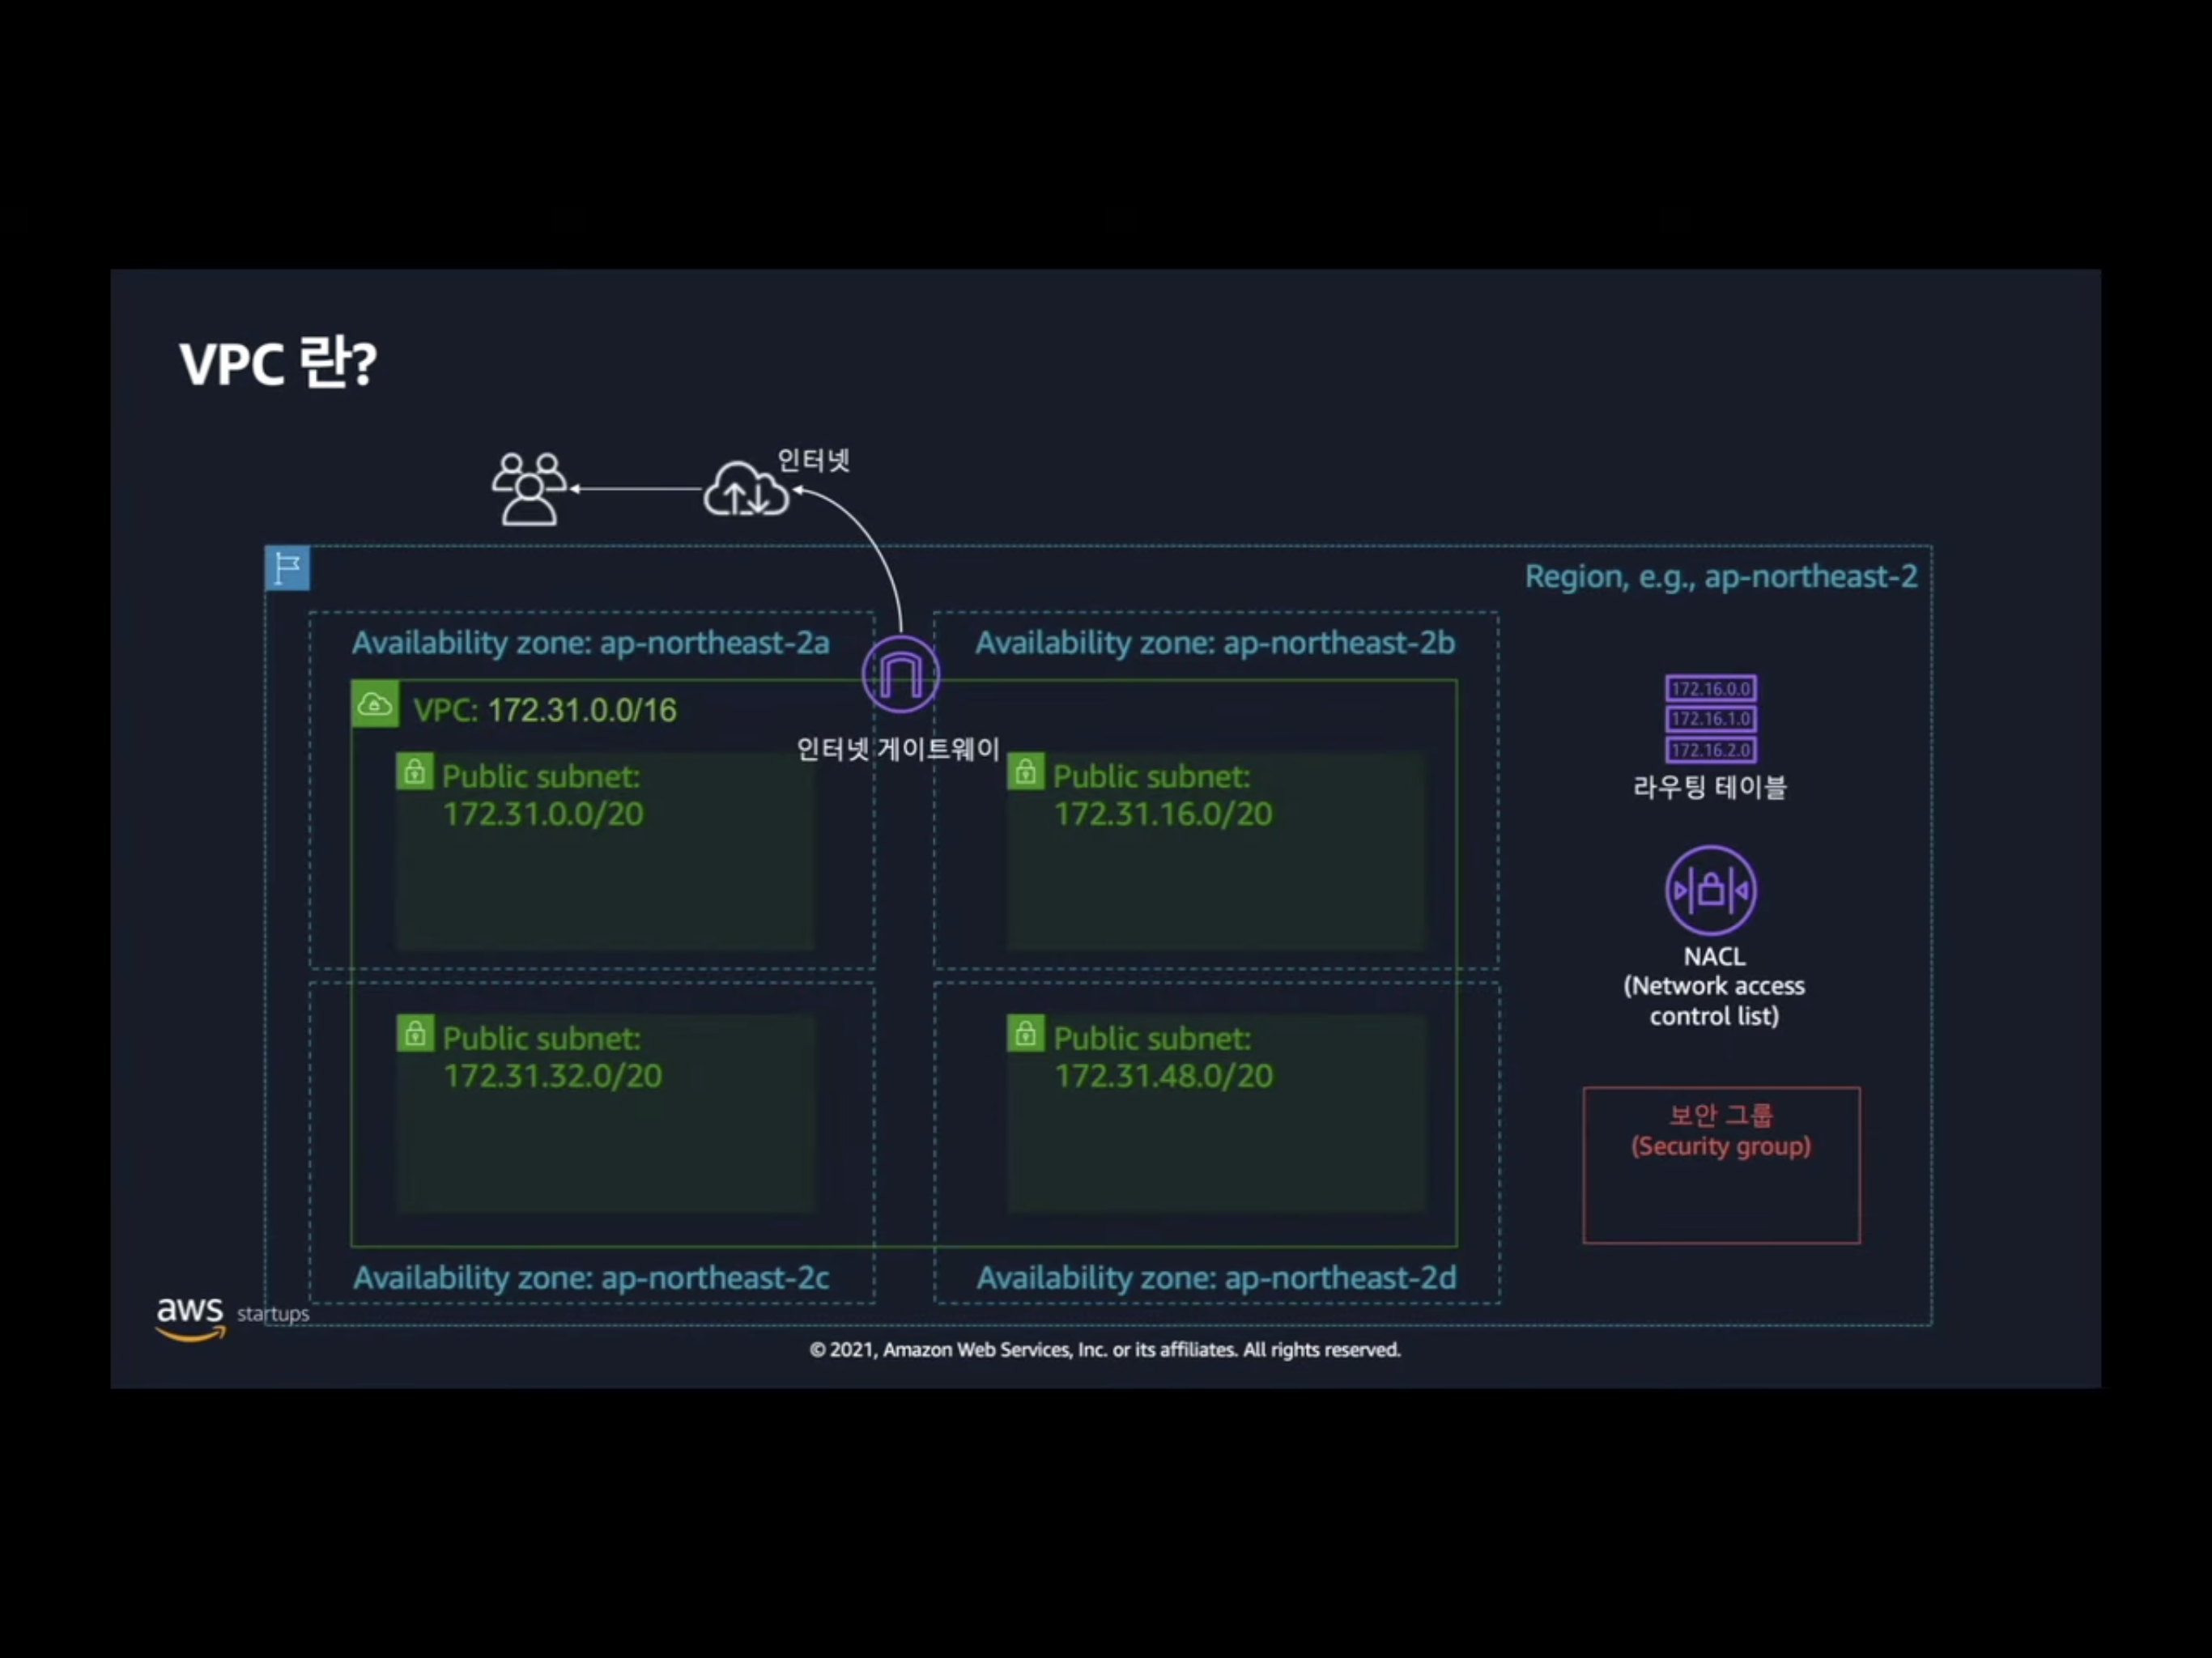 VPC 란?
인터넷
Region, e.g., ap-northeast-2
Availability zone: ap-northeast-2a
Availability zone: ap-northeast-2b
VPC: 172.31.0.0/16
인터넷 게이트웨이
Public subnet:
172.31.0.0/20
Public subnet:
172.31.16.0/20
172.16.0.0
172.16.1.0
172.16.2.0
라우팅 테이블
NACL
(Network access
control list)
Public subnet:
172.31.32.0/20
Public subnet:
172.31.48.0/20
보안 그룹
(Security group)
Availability zone: ap-northeast-2c
Availability zone: ap-northeast-2d
aws startups
© 2021, Amazon Web Services, Inc. or its affiliates. All rights reserved.